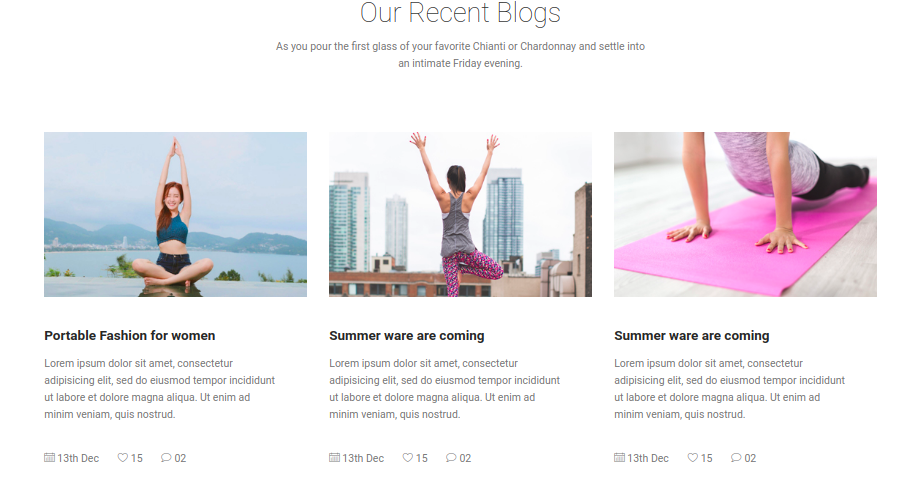 Our Recent Blogs
As you pour the first glass of your favorite Chianti or Chardonnay and settle into
an intimate Friday evening.
Portable Fashion for women
Lorem ipsum dolor sit amet, consectetur
adipisicing elit, sed do eiusmod tempor incididunt
ut labore et dolore magna aliqua. Ut enim ad
minim veniam, quis nostrud.
13th Dec 15 02
Summer ware are coming
Lorem ipsum dolor sit amet, consectetur
adipisicing elit, sed do eiusmod tempor incididunt
ut labore et dolore magna aliqua. Ut enim ad
minim veniam, quis nostrud.
13th Dec 15 02
Summer ware are coming
Lorem ipsum dolor sit amet, consectetur
adipisicing elit, sed do eiusmod tempor incididunt
ut labore et dolore magna aliqua. Ut enim ad
minim veniam, quis nostrud.
13th Dec 15 02